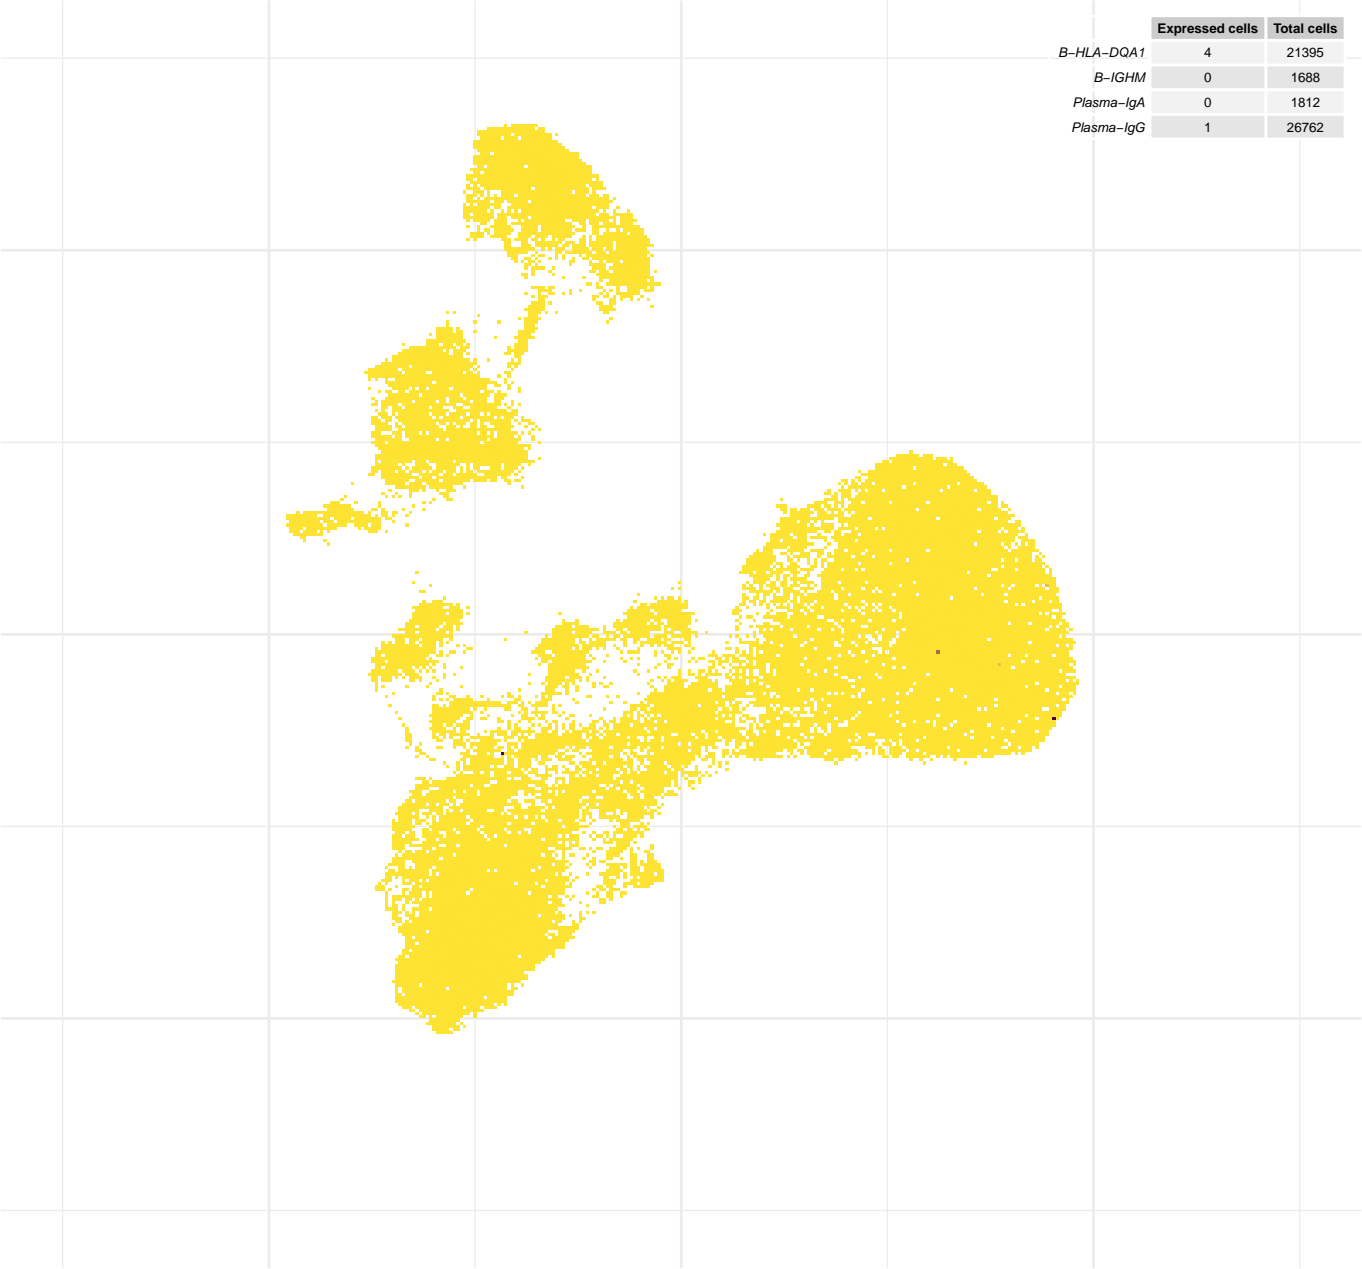 Expressed cells Total cells
B−HLA−DQA1 4 21395
B−IGHM 0 1688
Plasma−IgA 0 1812
Plasma−IgG 1 26762